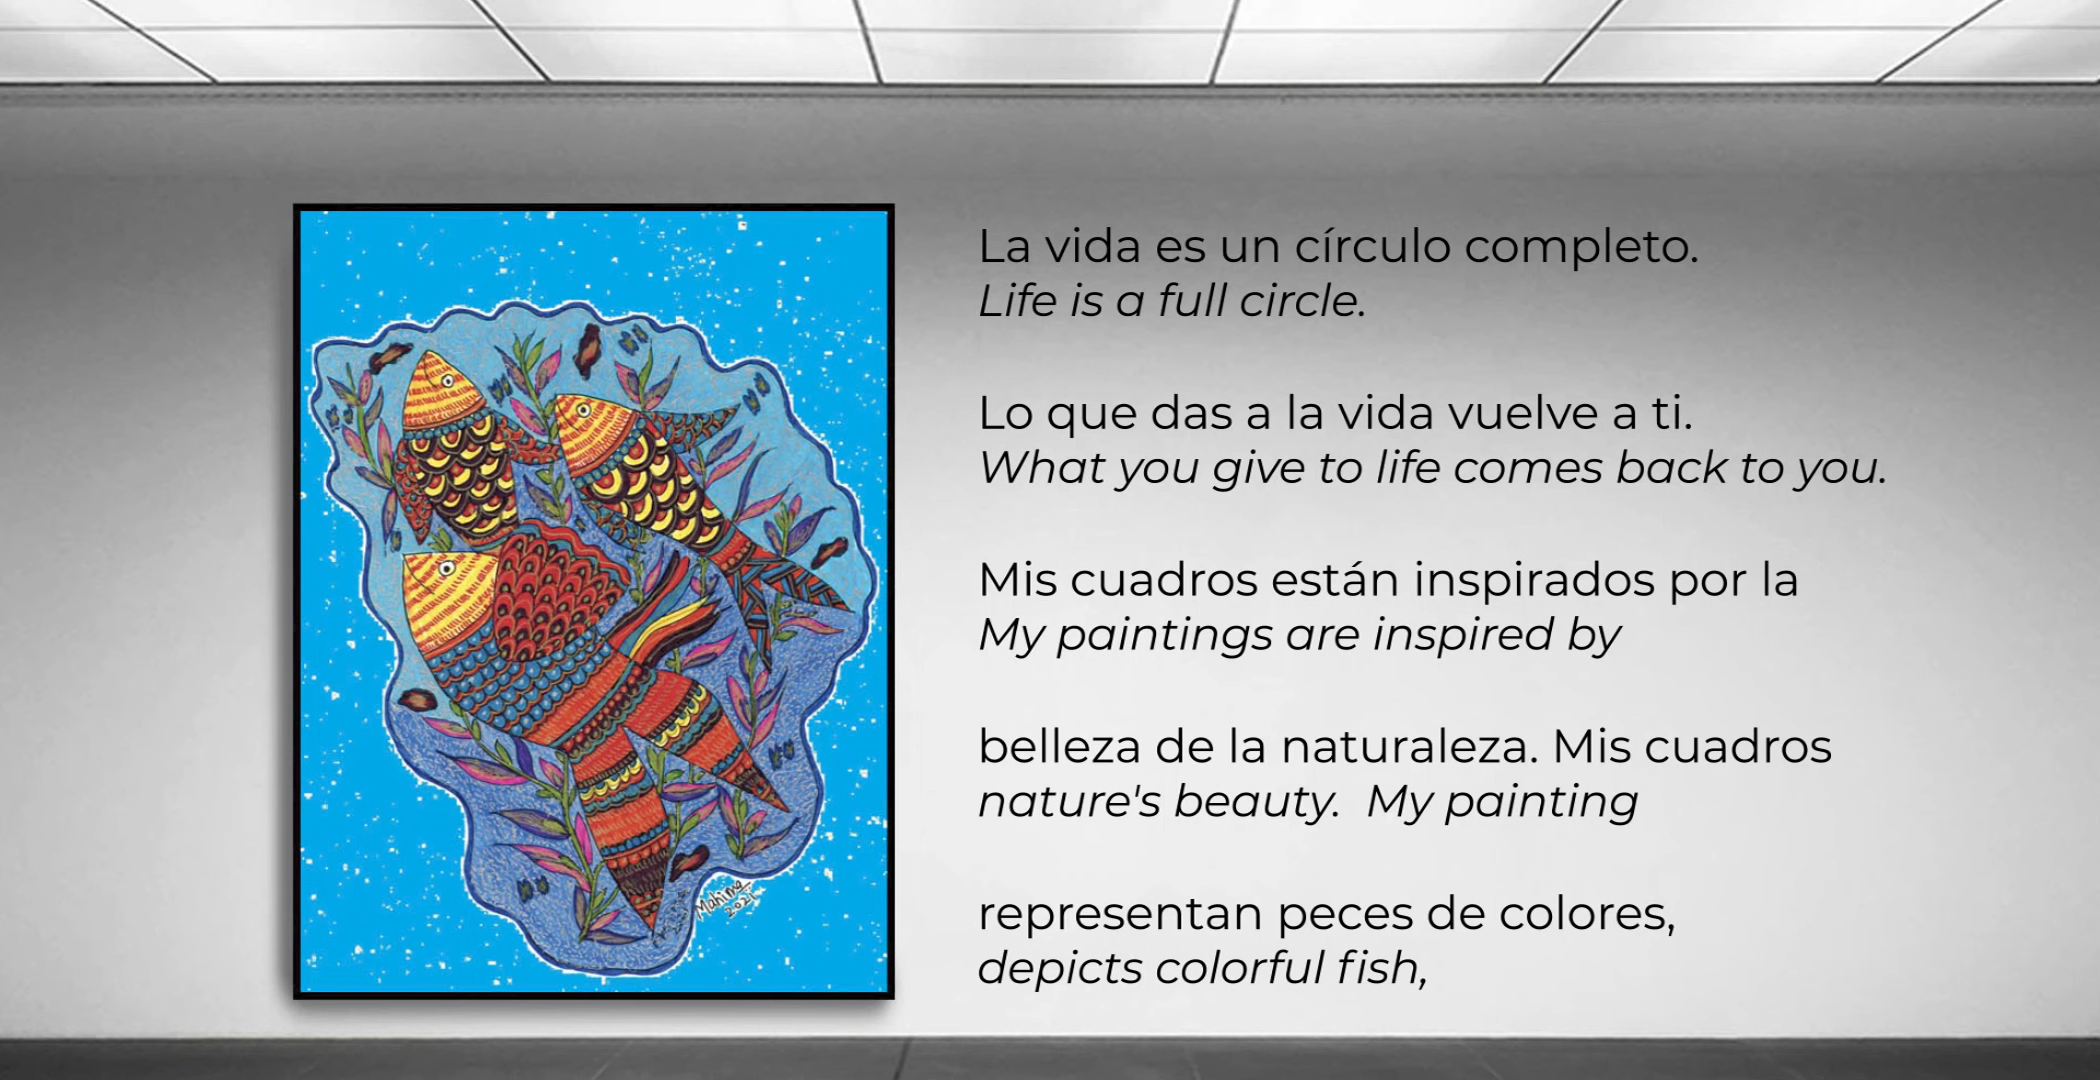 La vida es un círculo completo.
Life is a full circle.
Lo que das a la vida vuelve a ti.
What you give to life comes back to you.
Mis cuadros están inspirados por la
My paintings are inspired by
belleza de la naturaleza. Mis cuadros
nature's beauty.  My painting
representan peces de colores,
depicts colorful fish,
Mahima
2021